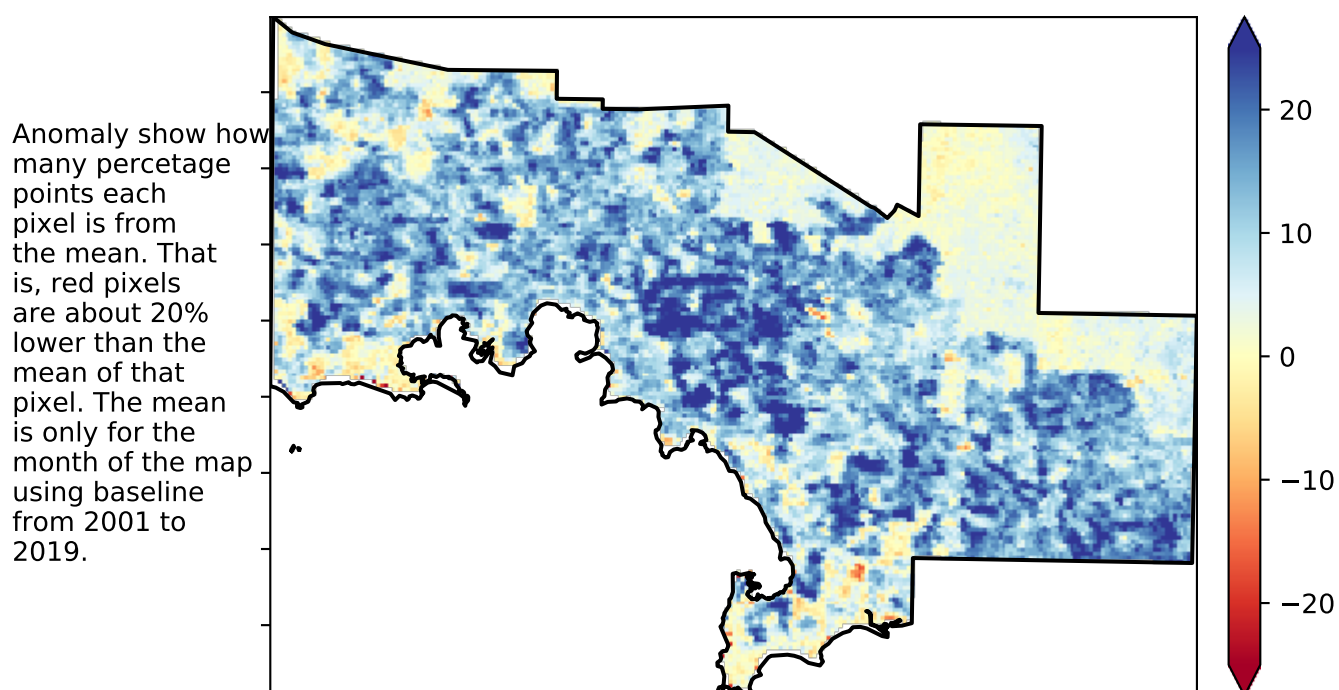 Anomaly show how
many percetage
points each
pixel is from
the mean. That
is, red pixels
are about 20%
lower than the
mean of that
pixel. The mean
is only for the
month of the map
using baseline
from 2001 to
2019.
20
10
0
−10
−20